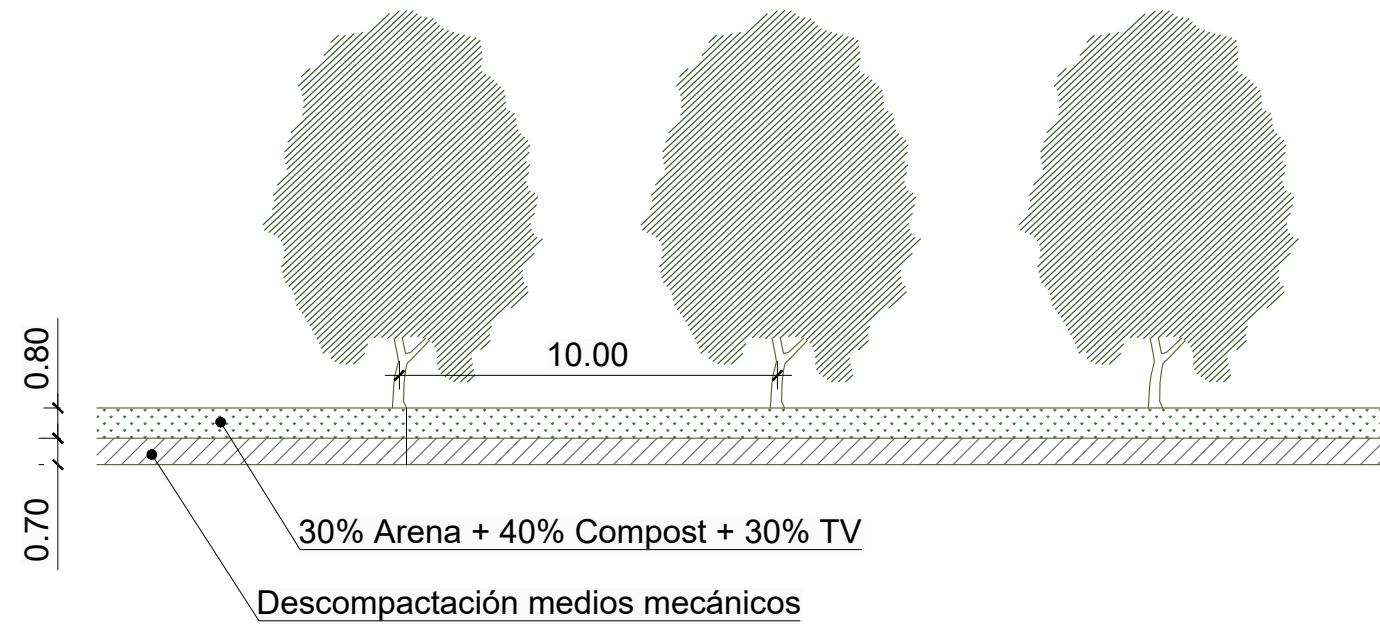 10.00
0.80
0.70
30% Arena + 40% Compost + 30% TV
Descompactación medios mecánicos